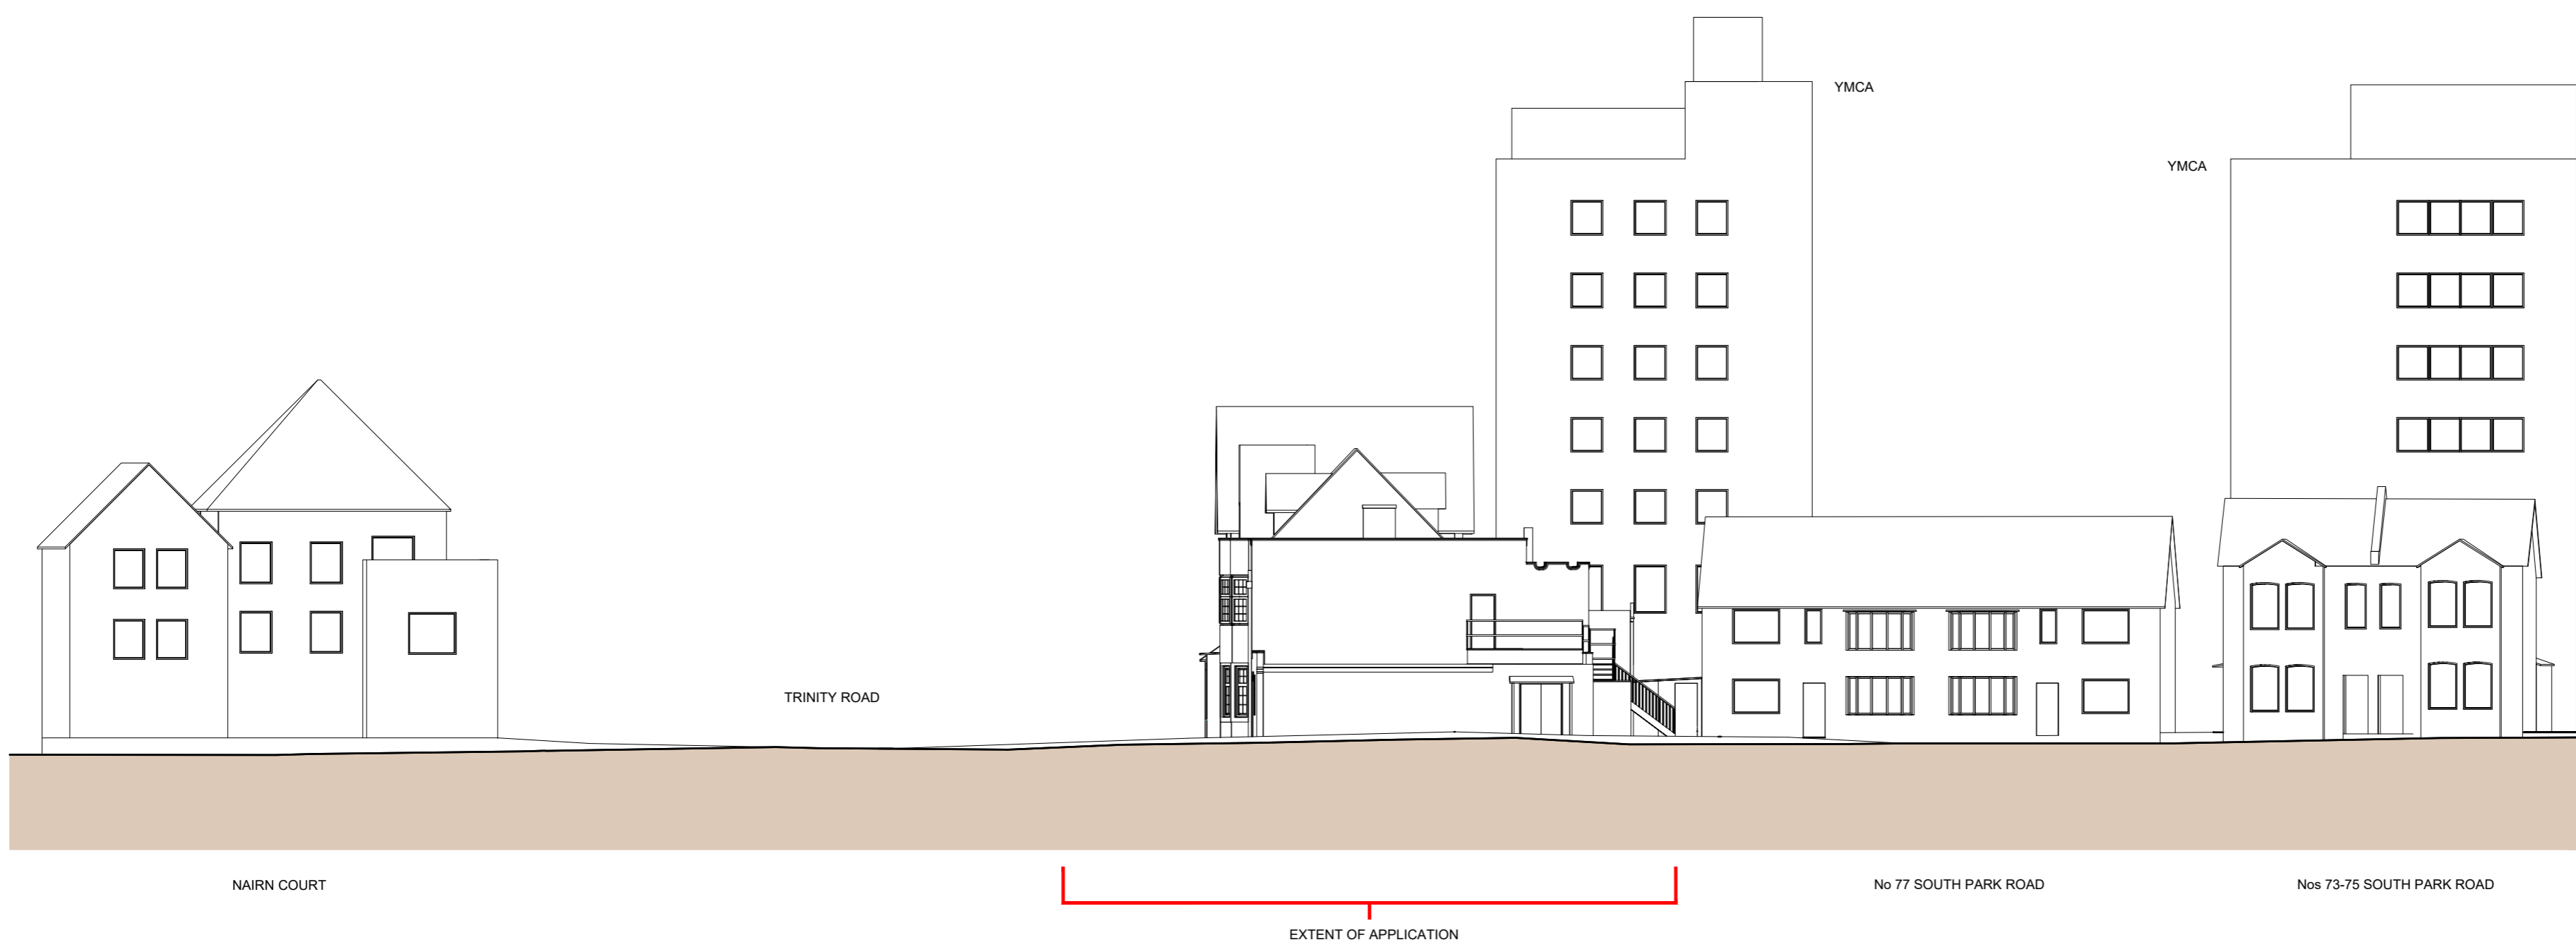 YMCA
YMCA
TRINITY ROAD
NAIRN COURT
No 77 SOUTH PARK ROAD
Nos 73-75 SOUTH PARK ROAD
EXTENT OF APPLICATION